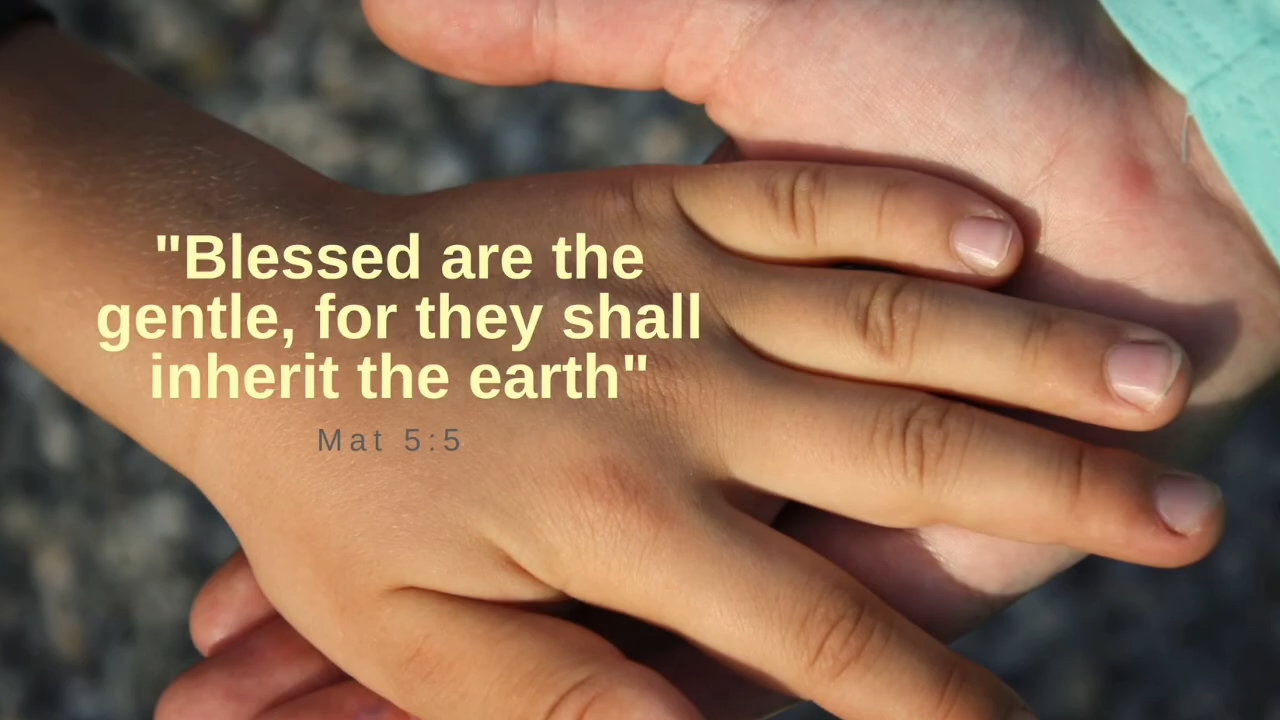 "Blessed are the
gentle, for they shall
inherit the earth"
Mat 5:5